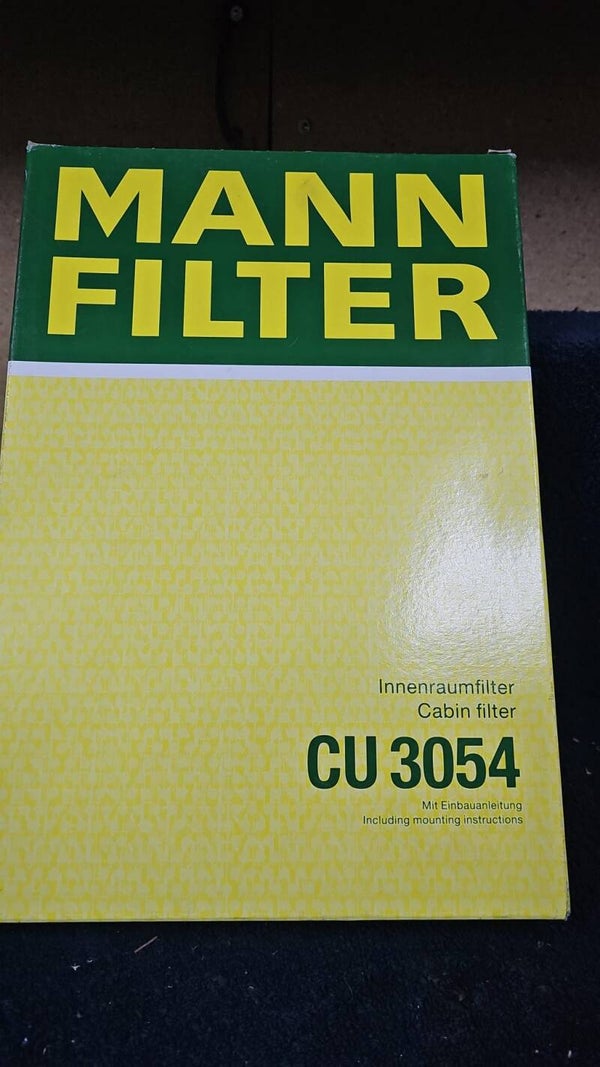 MANN
FILTER
Innenraumfilter
Cabin filter
CU 3054
Mit Einbauanleitung
Including mounting instructions